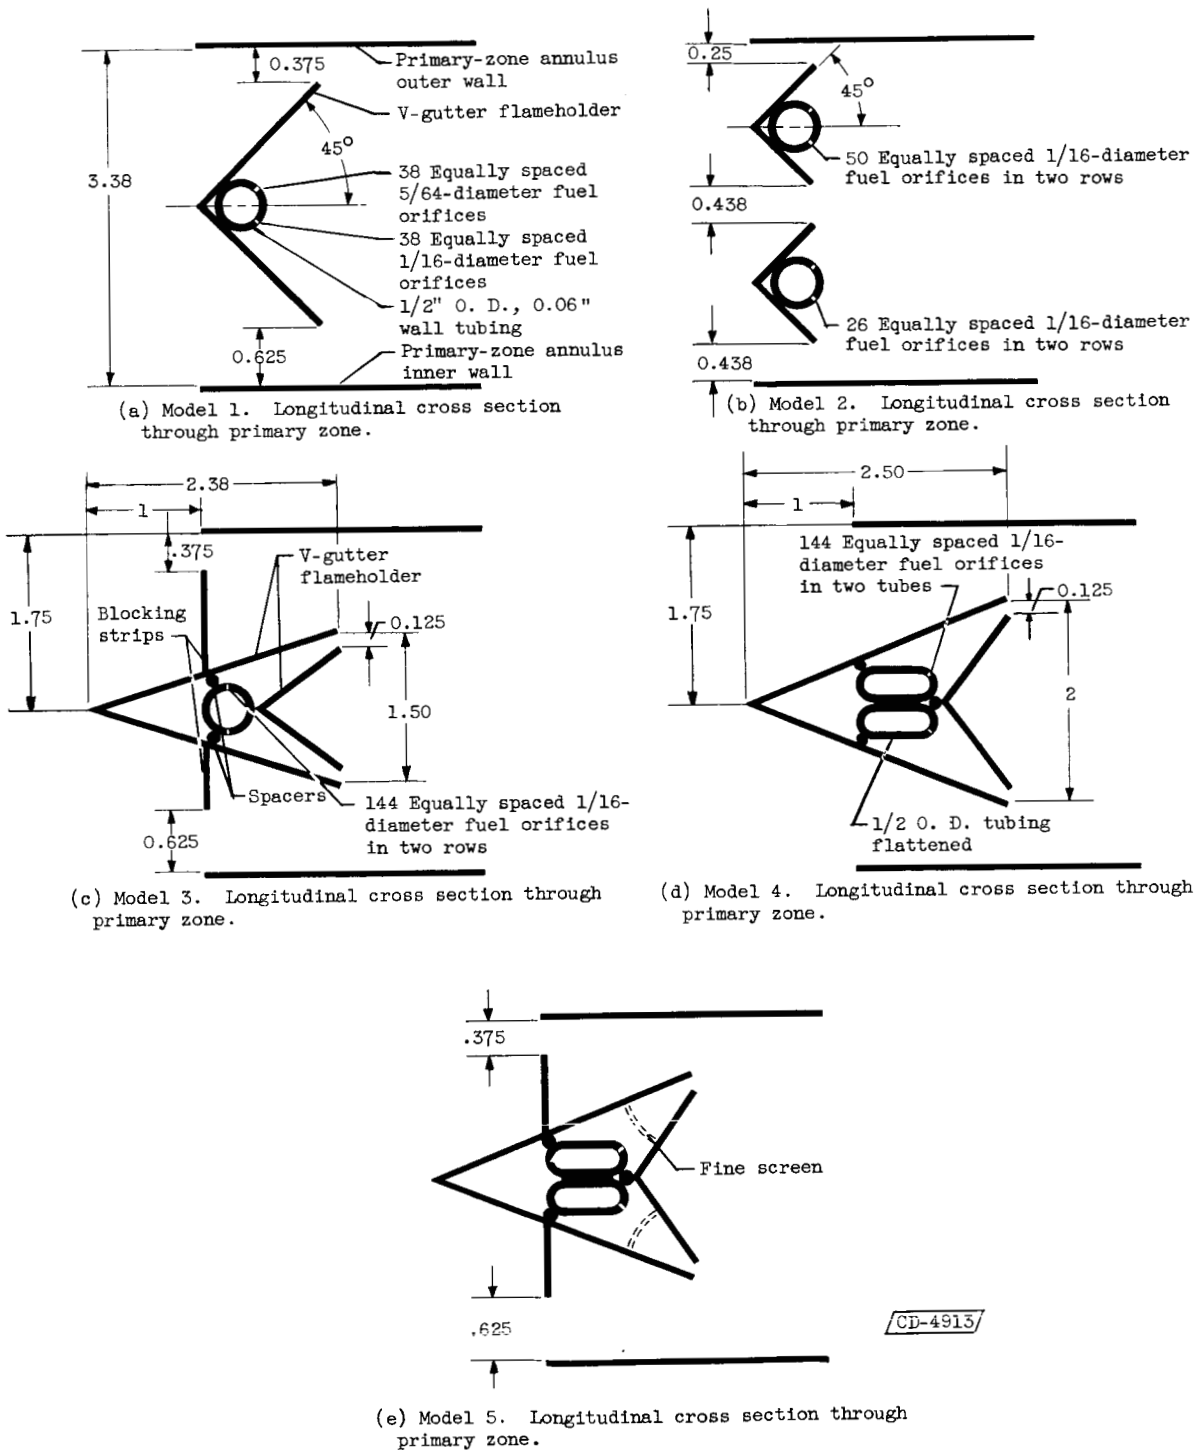 0.375
Primary-zone annulus
outer wall
V-gutter flameholder
45°
3.38
38 Equally spaced
5/64-diameter fuel
orifices
38 Equally spaced
1/16-diameter fuel
orifices
1/2" O. D., 0.06"
wall tubing
0.625
Primary-zone annulus
inner wall
(a) Model 1. Longitudinal cross section
through primary zone.
0.25
45°
50 Equally spaced 1/16-diameter
fuel orifices in two rows
0.438
26 Equally spaced 1/16-diameter
fuel orifices in two rows
0.438
(b) Model 2. Longitudinal cross section
through primary zone.
2.38
1
.375
V-gutter
flameholder
1.75
Blocking
strips
0.125
1.50
Spacers
144 Equally spaced 1/16-
diameter fuel orifices
in two rows
0.625
(c) Model 3. Longitudinal cross section through
primary zone.
2.50
1
144 Equally spaced 1/16-
diameter fuel orifices
in two tubes
0.125
1.75
2
1/2 O. D. tubing
flattened
(d) Model 4. Longitudinal cross section through
primary zone.
.375
Fine screen
.625
CD-4913
(e) Model 5. Longitudinal cross section through
primary zone.